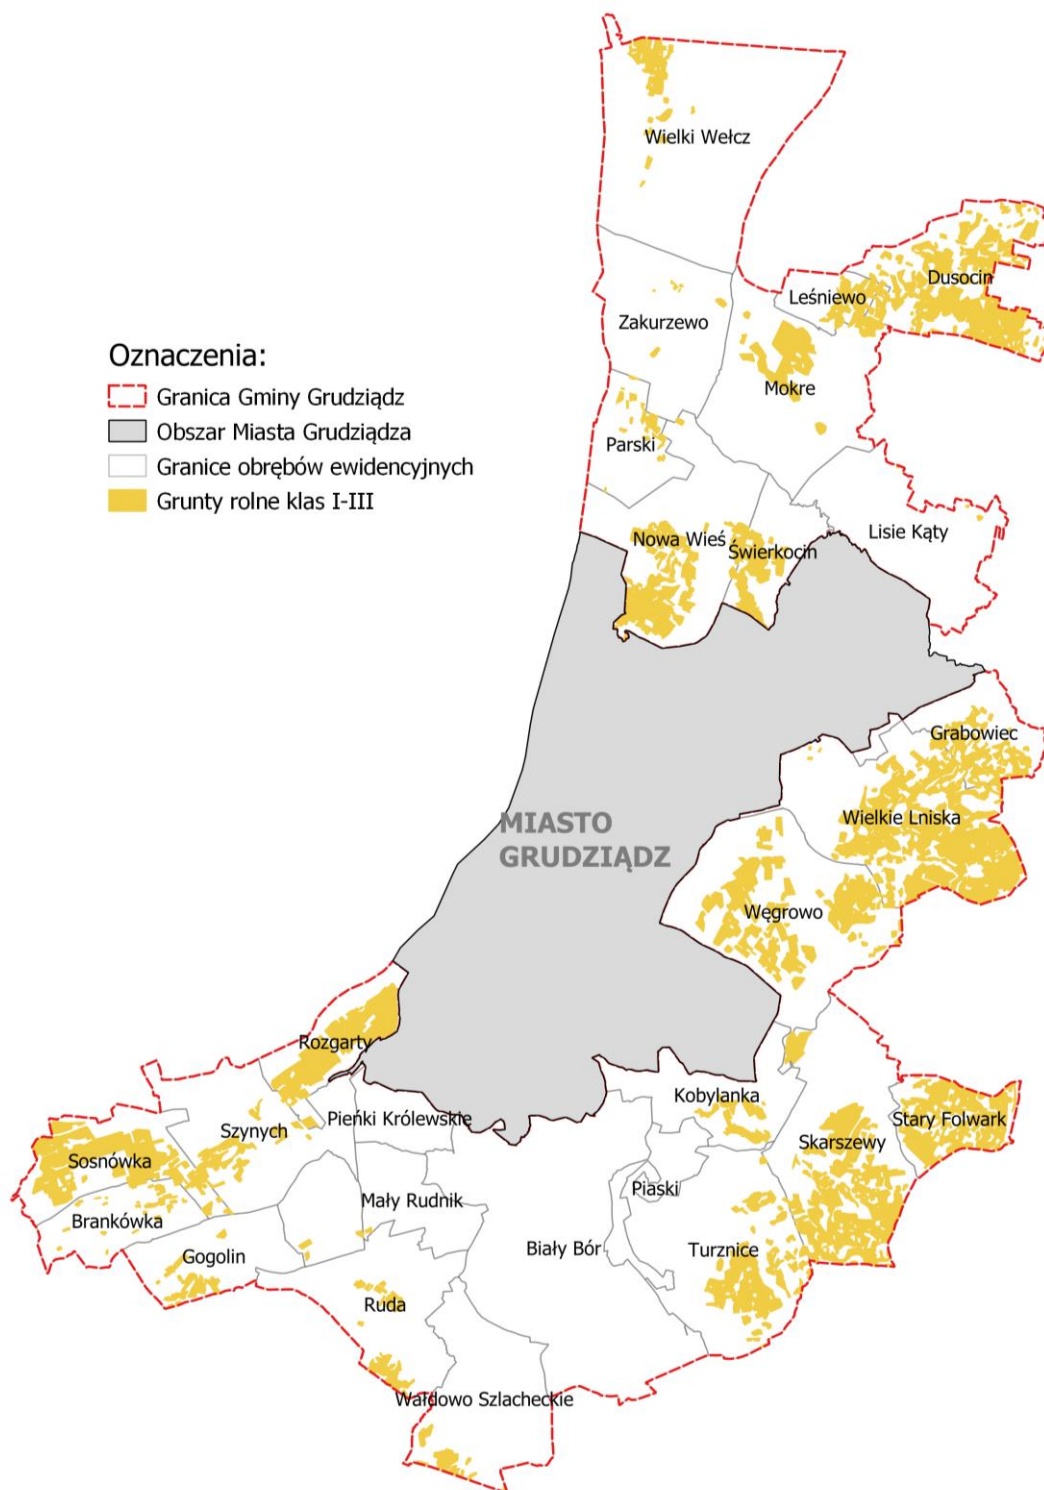 Wielki Wełcz
Dusocin
Leśniewo
Zakurzewo
Oznaczenia:
Granica Gminy Grudziądz
Obszar Miasta Grudziądza
Granice obrębów ewidencyjnych
Grunty rolne klas I-III
Mokre
Parski
Lisie Kąty
Nowa Wieś
Świerkocin
Grabowiec
Wielkie Lniska
MIASTO
GRUDZIĄDZ
Węgrowo
Rozgarty
Kobylanka
Pieńki Królewskie
Stary Folwark
Szynych
Skarszewy
Sosnówka
Piaski
Mały Rudnik
Brankówka
Biały Bór
Turznice
Gogolin
Ruda
Wałdowo Szlacheckie